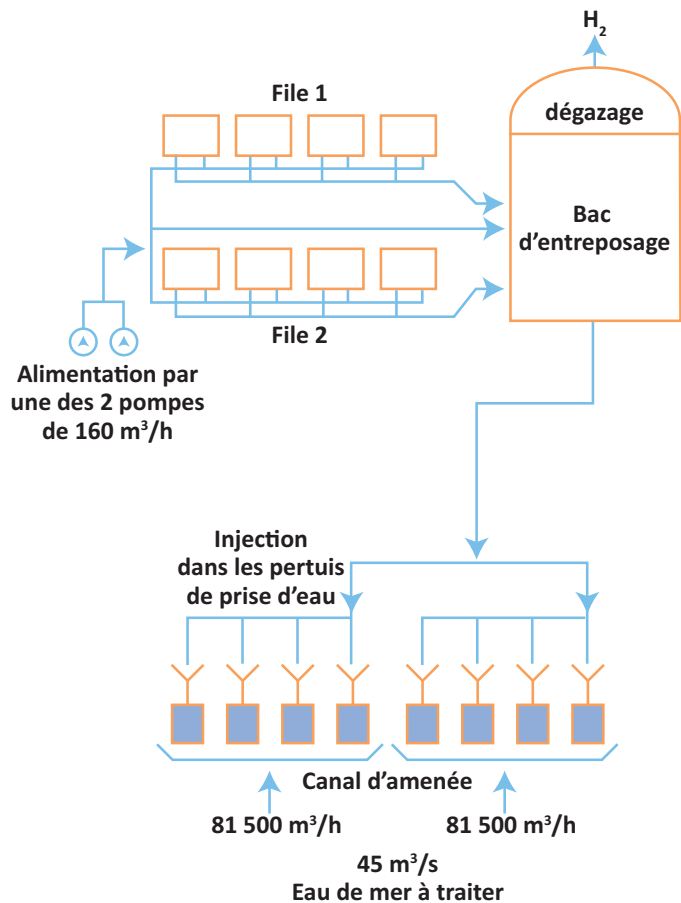 H₂
File 1
dégazage
Bac
d'entreposage
File 2
Alimentation par
une des 2 pompes
de 160 m³/h
Injection
dans les pertuis
de prise d'eau
Canal d'amenée
81 500 m³/h
81 500 m³/h
45 m³/s
Eau de mer à traiter